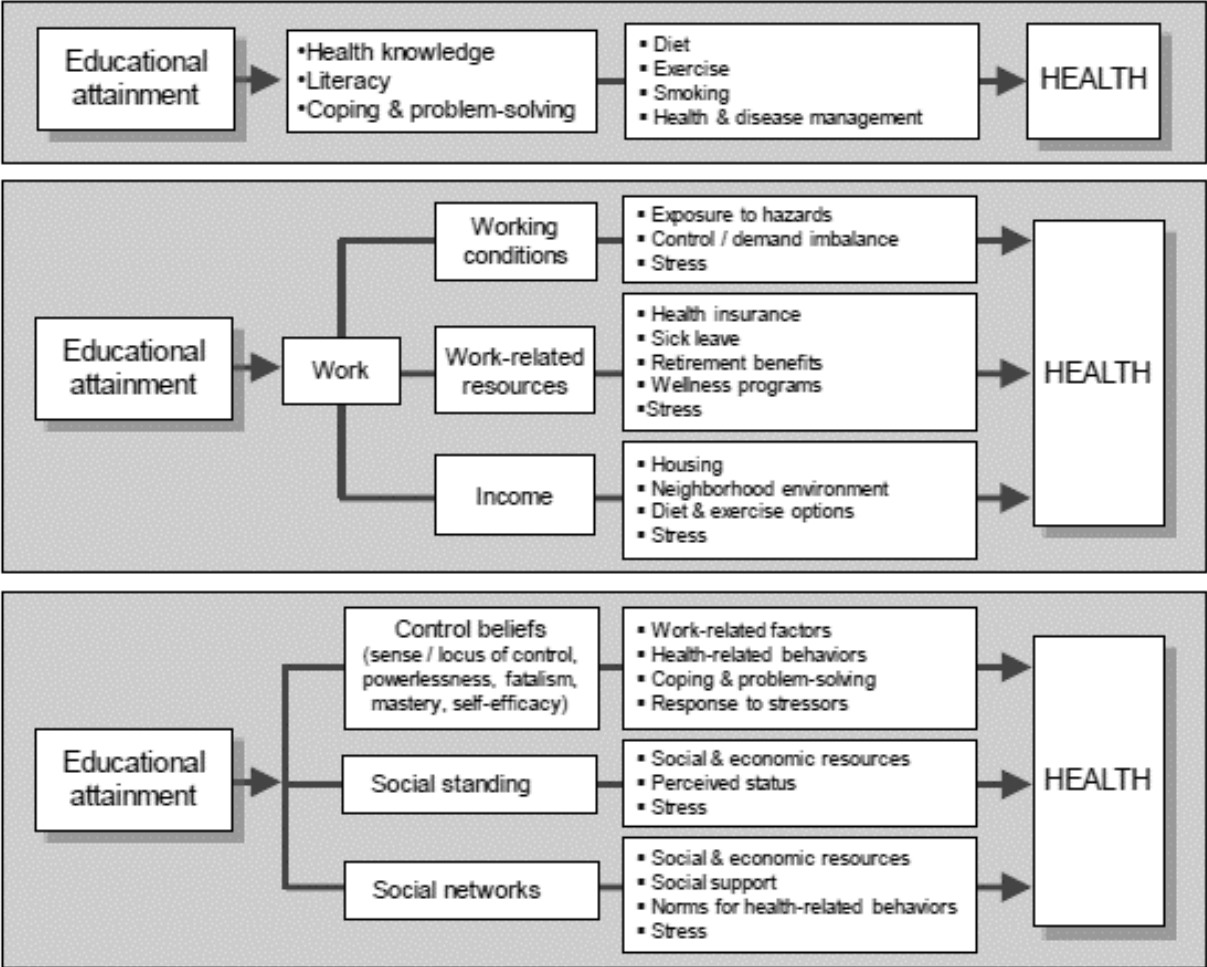 Educational
attainment
•Health knowledge
•Literacy
•Coping & problem-solving
▪ Diet
▪ Exercise
▪ Smoking
▪ Health & disease management
HEALTH
Educational
attainment
Work
Working
conditions
▪ Exposure to hazards
▪ Control / demand imbalance
▪ Stress
Work-related
resources
▪ Health insurance
▪ Sick leave
▪ Retirement benefits
▪ Wellness programs
▪Stress
Income
▪ Housing
▪ Neighborhood environment
▪ Diet & exercise options
▪ Stress
HEALTH
Educational
attainment
Control beliefs
(sense / locus of control,
powerlessness, fatalism,
mastery, self-efficacy)
▪ Work-related factors
▪ Health-related behaviors
▪ Coping & problem-solving
▪ Response to stressors
Social standing
▪ Social & economic resources
▪ Perceived status
▪ Stress
Social networks
▪ Social & economic resources
▪ Social support
▪ Norms for health-related behaviors
▪ Stress
HEALTH